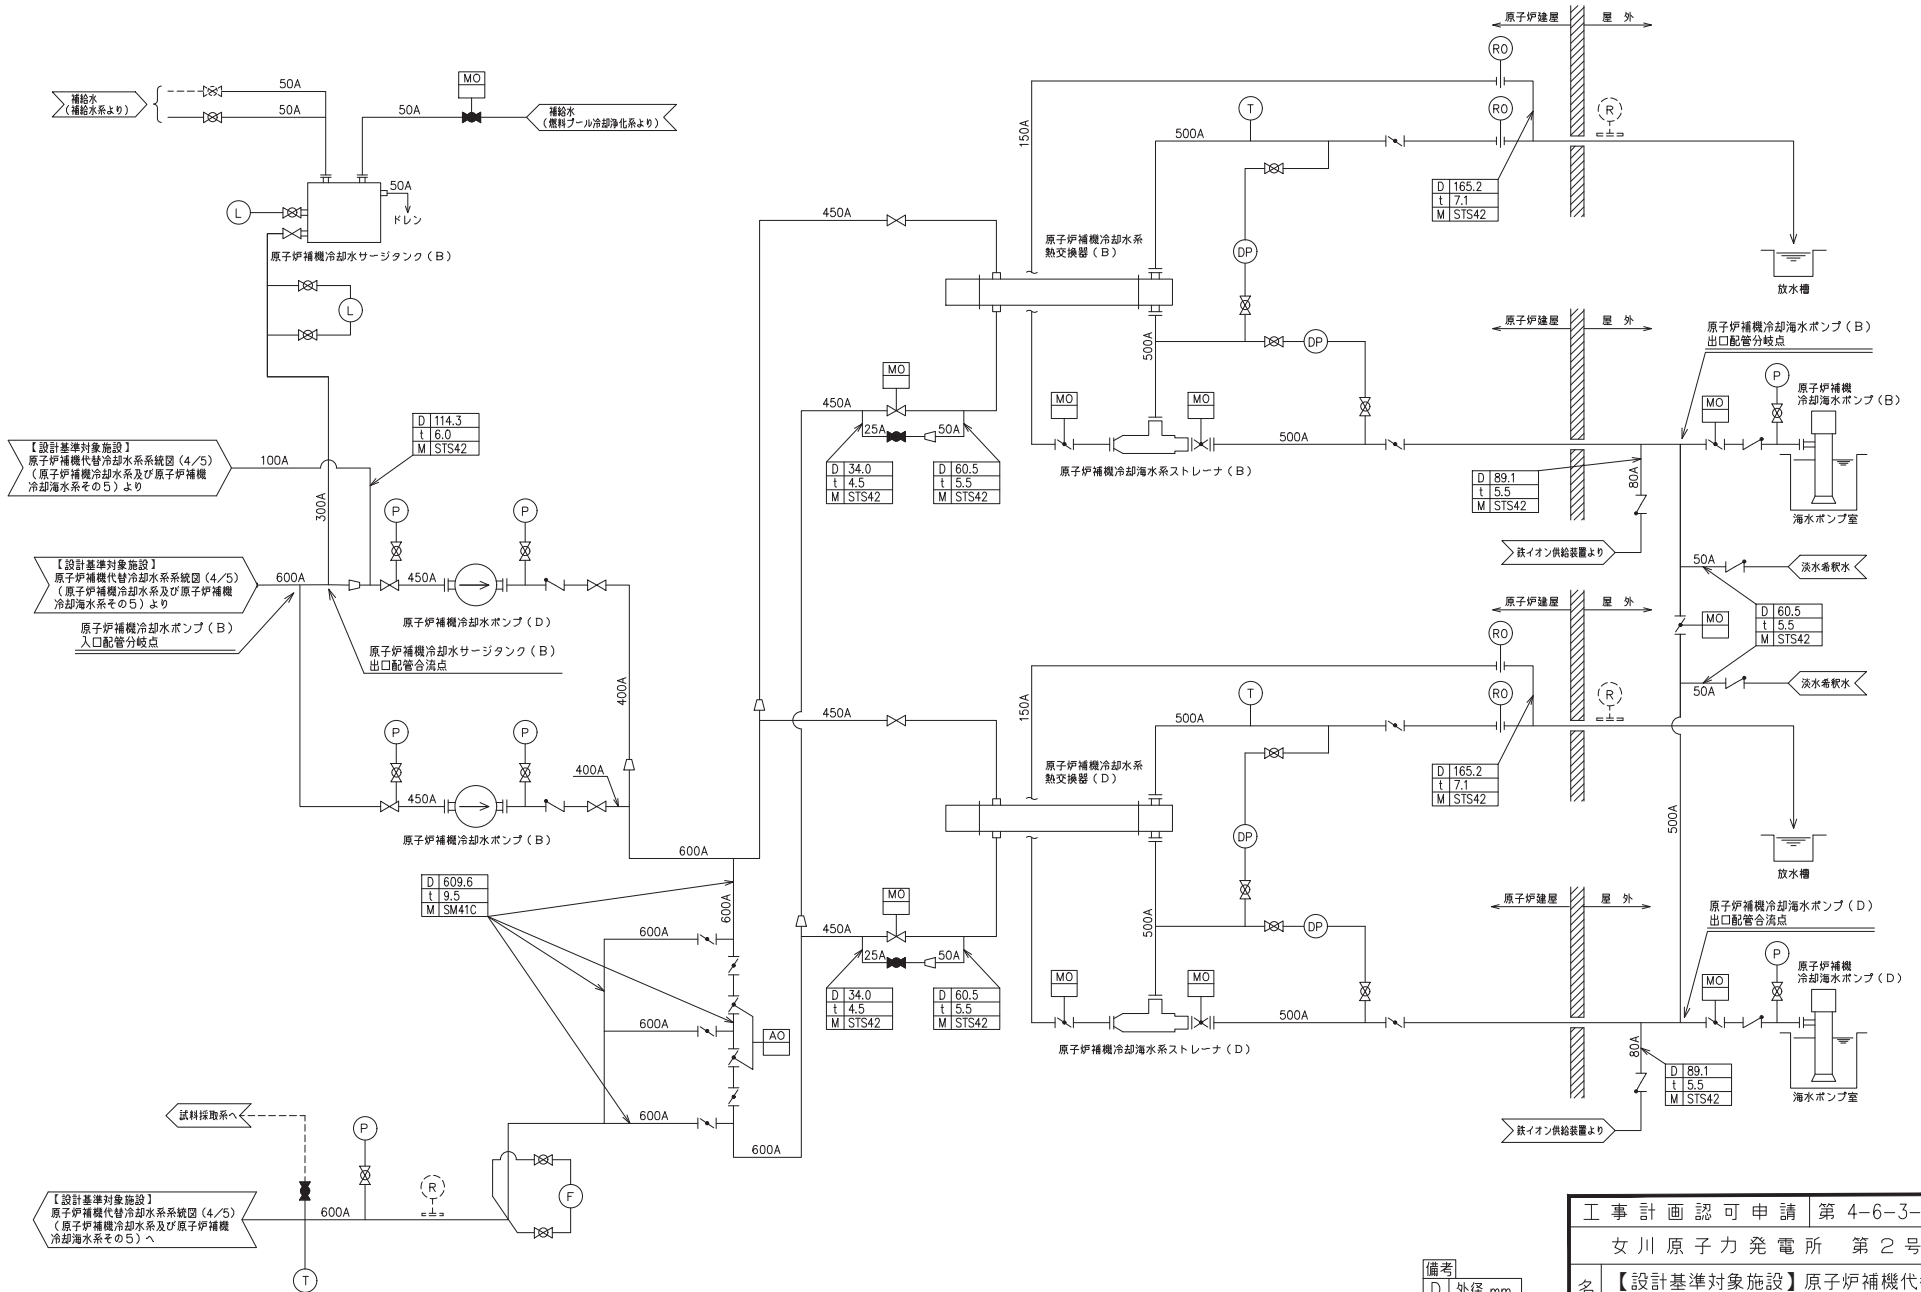 原子炉建屋
屋 外
RO
補給水
(補給水系より)
50A
50A
MO
50A
補給水
(燃料プール冷却浄化系より)
150A
T
RO
R
500A
50A
ドレン
L
D 165.2
t 7.1
M STS42
450A
原子炉補機冷却水系
熱交換器(B)
DP
原子炉補機冷却水サージタンク(B)
L
放水槽
原子炉建屋
屋 外
原子炉補機冷却海水ポンプ(B)
出口配管分岐点
500A
DP
MO
P
原子炉補機
冷却海水ポンプ(B)
450A
25A
50A
MO
MO
MO
500A
D 114.3
t 6.0
M STS42
【設計基準対象施設】
原子炉補機代替冷却水系系統図(4/5)
(原子炉補機冷却水系及び原子炉補機
冷却海水系その5)より
100A
D 34.0
t 4.5
M STS42
D 60.5
t 5.5
M STS42
原子炉補機冷却海水系ストレーナ(B)
D 89.1
t 5.5
M STS42
80A
海水ポンプ室
300A
P
P
鉄イオン供給装置より
50A
淡水希釈水
【設計基準対象施設】
原子炉補機代替冷却水系系統図(4/5)
(原子炉補機冷却水系及び原子炉補機
冷却海水系その5)より
600A
450A
原子炉補機冷却水ポンプ(D)
原子炉補機冷却水ポンプ(B)
入口配管分岐点
原子炉補機冷却水サージタンク(B)
出口配管合流点
原子炉建屋
屋 外
RO
MO
D 60.5
t 5.5
M STS42
50A
淡水希釈水
400A
150A
T
RO
R
450A
500A
P
P
400A
450A
原子炉補機冷却水ポンプ(B)
原子炉補機冷却水系
熱交換器(D)
D 165.2
t 7.1
M STS42
DP
500A
600A
放水槽
D 609.6
t 9.5
M SM41C
600A
MO
原子炉建屋
屋 外
原子炉補機冷却海水ポンプ(D)
出口配管合流点
600A
450A
25A
50A
500A
DP
MO
MO
MO
P
原子炉補機
冷却海水ポンプ(D)
D 34.0
t 4.5
M STS42
D 60.5
t 5.5
M STS42
600A
AO
500A
原子炉補機冷却海水系ストレーナ(D)
80A
D 89.1
t 5.5
M STS42
海水ポンプ室
試料採取系へ
P
600A
600A
鉄イオン供給装置より
【設計基準対象施設】
原子炉補機代替冷却水系系統図(4/5)
(原子炉補機冷却水系及び原子炉補機
冷却海水系その5)へ
600A
R
F
T
工事計画認可申請 第 4-6-3-
女川原子力発電所 第2号
備考
D 外径 mm
名 【設計基準対象施設】原子炉補機代